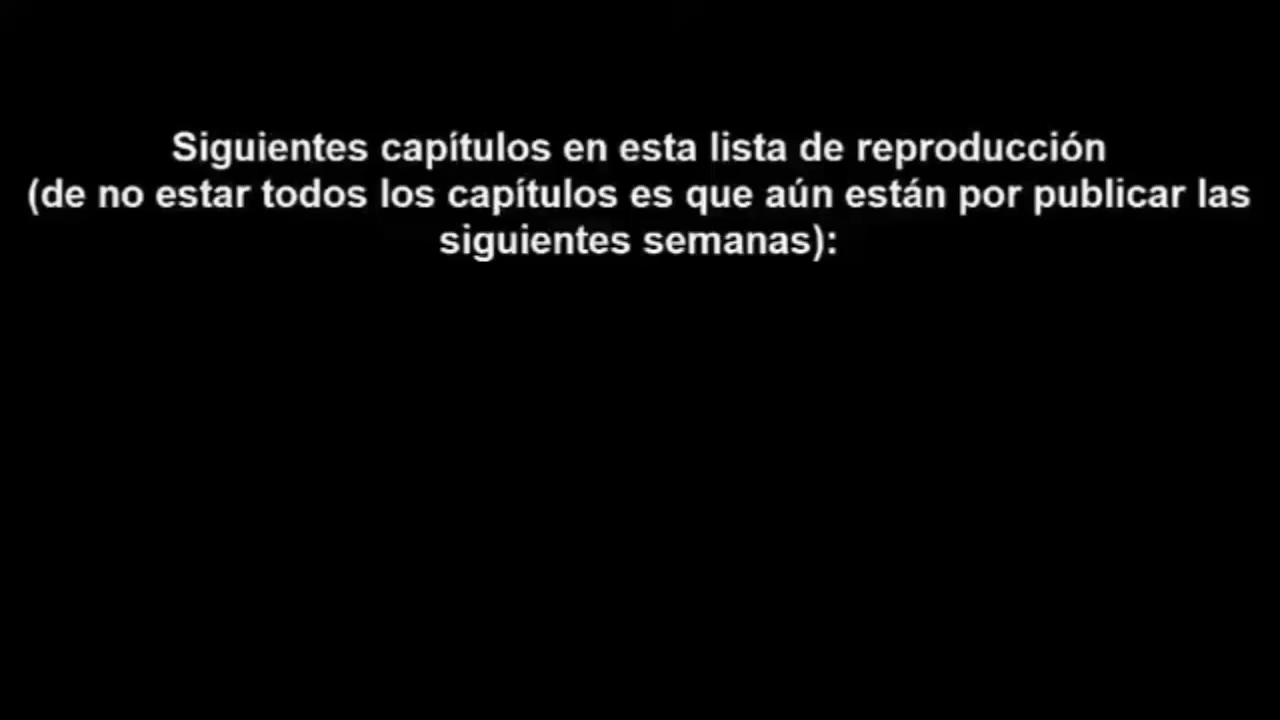 Siguientes capítulos en esta lista de reproducción
(de no estar todos los capítulos es que aún están por publicar las
siguientes semanas):